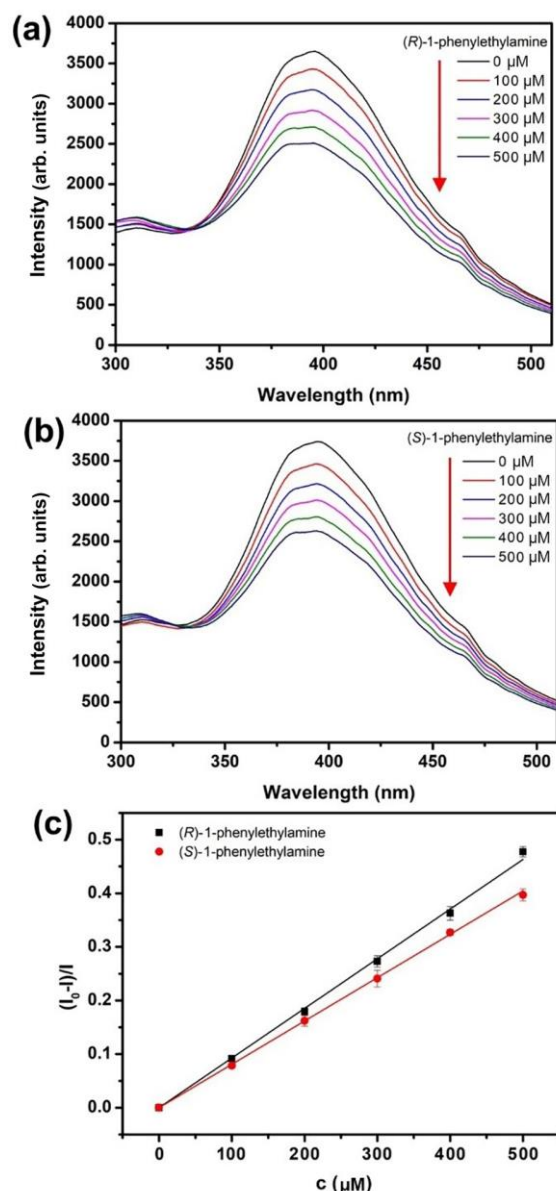 (a)
(R)-1-phenylethylamine
0 μM
100 μM
200 μM
300 μM
400 μM
500 μM
4000
3500
3000
2500
2000
1500
1000
500
0
Intensity (arb. units)
300 350 400 450 500
Wavelength (nm)
(b)
(S)-1-phenylethylamine
0 μM
100 μM
200 μM
300 μM
400 μM
500 μM
4000
3500
3000
2500
2000
1500
1000
500
0
Intensity (arb. units)
300 350 400 450 500
Wavelength (nm)
(c)
(R)-1-phenylethylamine
(S)-1-phenylethylamine
0.5
0.4
0.3
0.2
0.1
0.0
(I₀-I)/I
0 100 200 300 400 500
c (μM)